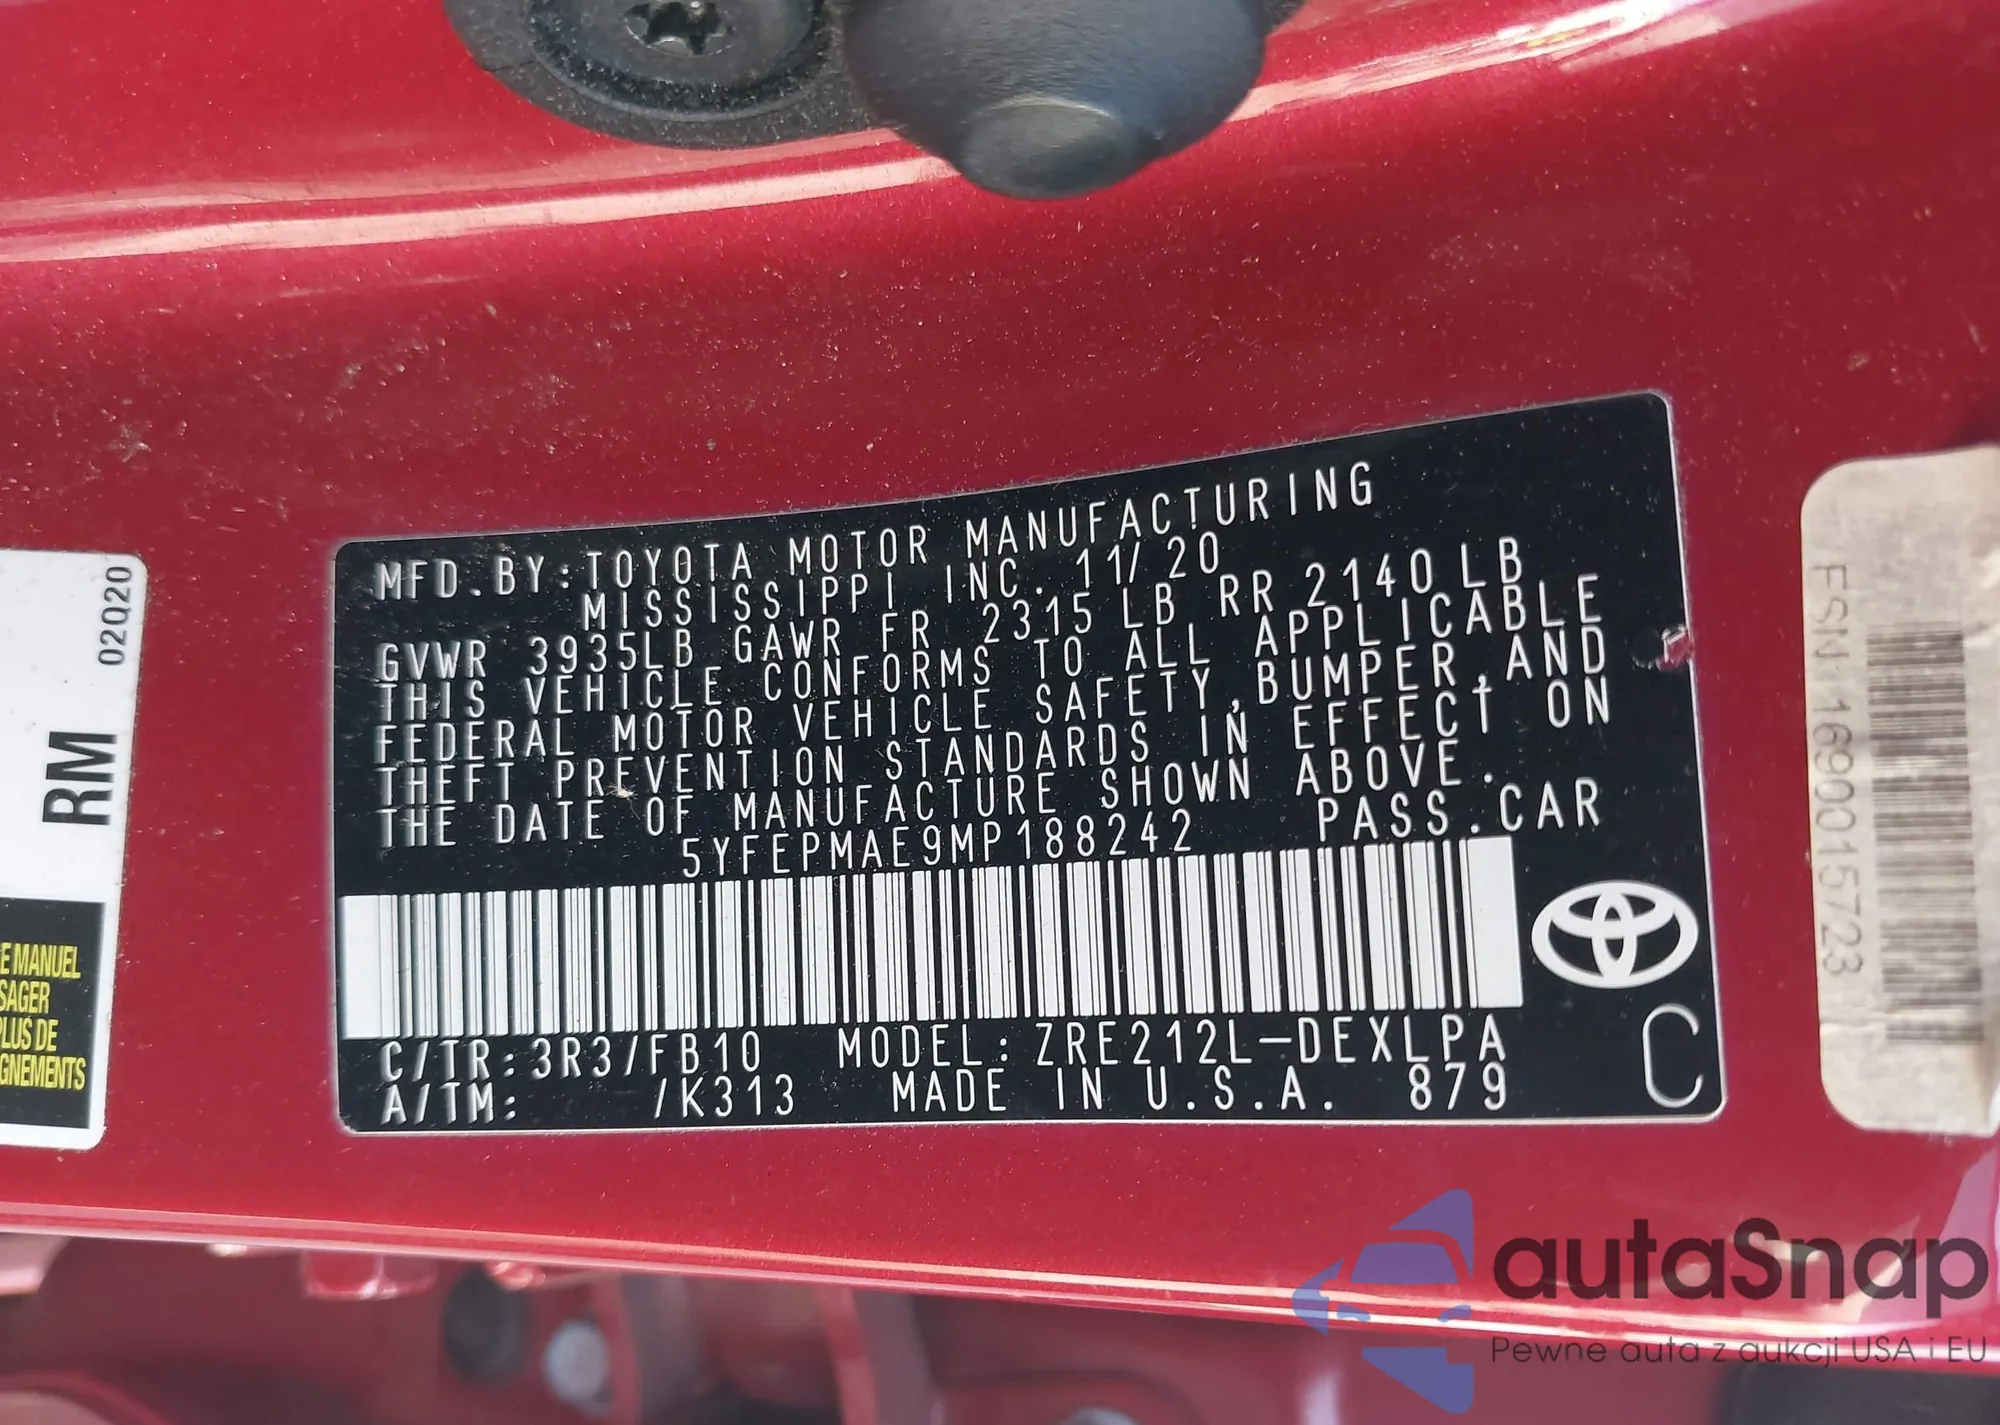 MFD.BY:TOYOTA MOTOR MANUFACTURING
MISSISSIPPI INC. 11/20
GVWR 3935LB GAWR FR 2315 LB RR 2140LB
THIS VEHICLE CONFORMS TO ALL APPLICABLE
FEDERAL MOTOR VEHICLE SAFETY,BUMPER,AND
THEFT PREVENTION STANDARDS IN EFFECT ON
THE DATE OF MANUFACTURE SHOWN ABOVE.
5YFEPMAE9MP188242 PASS.CAR
C/TR:3R3/FB10 MODEL:ZRE212L-DEXLPA
A/TM: /K313 MADE IN U.S.A. 879
C
02Q20
RM
E MANUEL
SAGER
PLUS DE
GNEMENTS
FSN 1690015723
autaSnap
Pewne auta z aukcji USA i EU